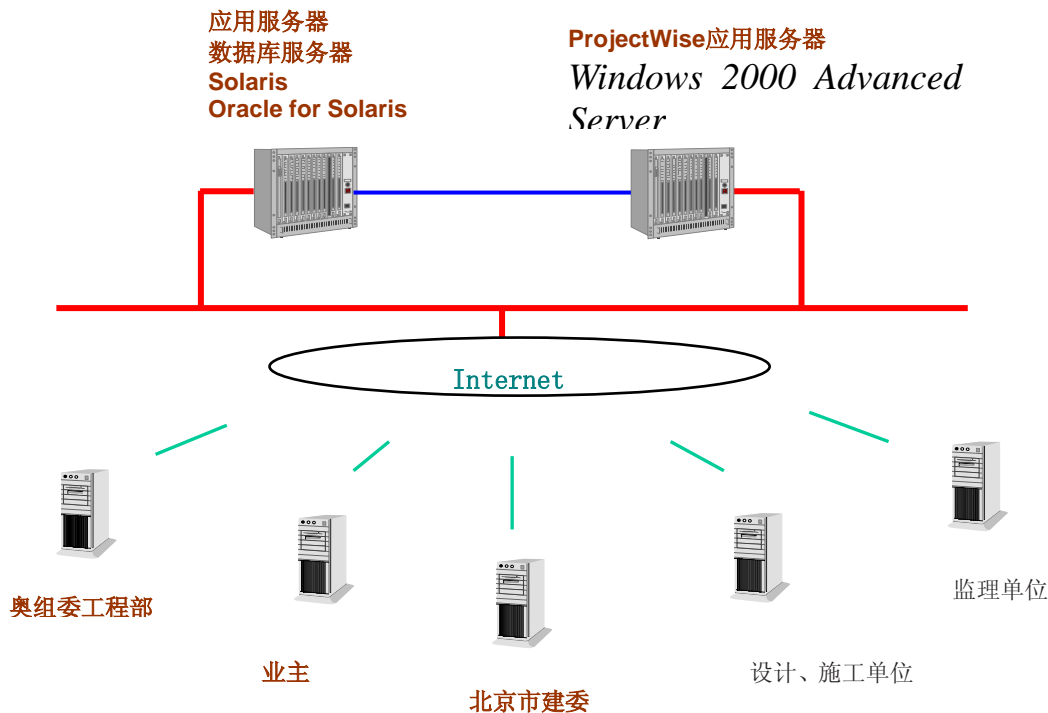 应用服务器
数据库服务器
Solaris
Oracle for Solaris
ProjectWise应用服务器
Windows 2000 Advanced
Server
Internet
奥组委工程部
业主
北京市建委
设计、施工单位
监理单位